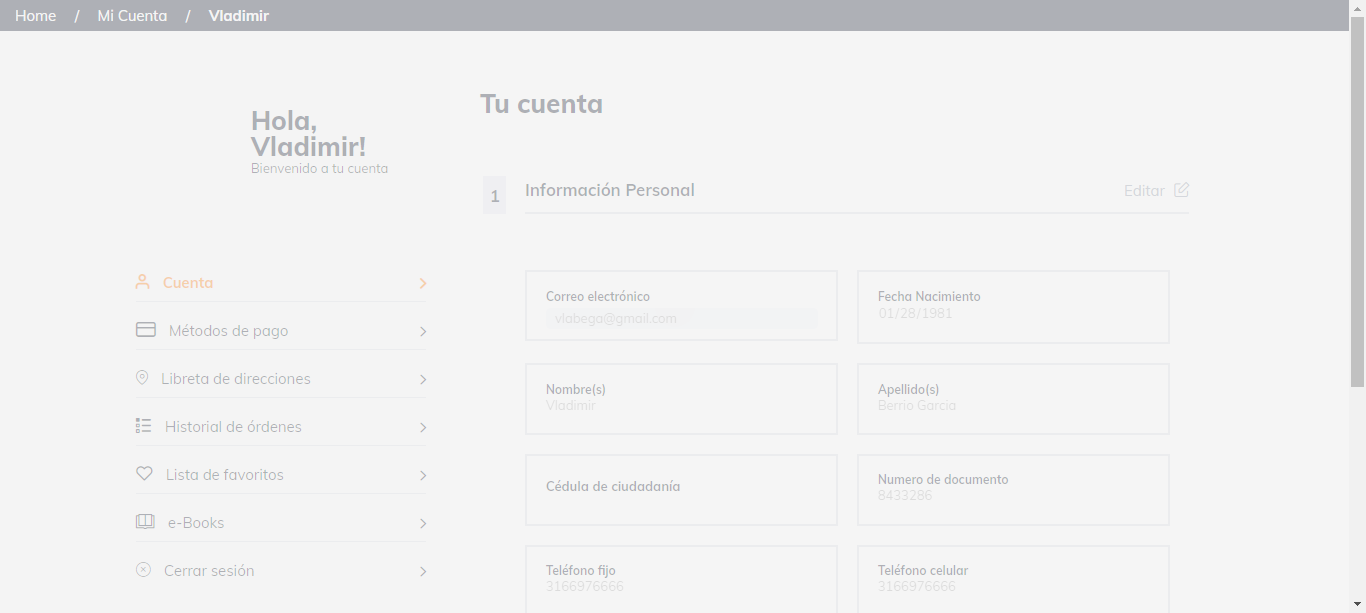 Home / Mi Cuenta / Vladimir
Hola,
Vladimir!
Bienvenido a tu cuenta
Cuenta
Métodos de pago
Libreta de direcciones
Historial de órdenes
Lista de favoritos
e-Books
Cerrar sesión
Tu cuenta
1 Información Personal Editar
Correo electrónico
vlabega@gmail.com
Fecha Nacimiento
01/28/1981
Nombre(s)
Vladimir
Apellido(s)
Berrio Garcia
Cédula de ciudadanía
Numero de documento
8433286
Teléfono fijo
3166976666
Teléfono celular
3166976666